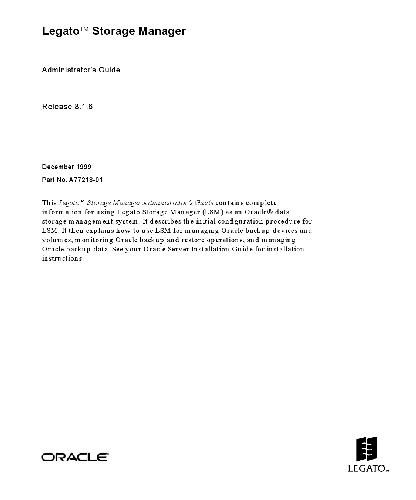 Legato™ Storage Manager
Administrator's Guide
Release 8.1.6
December 1999
Part No. A77213-01
This Legato™ Storage Manager Administrator's Guide contains complete
information for using Legato Storage Manager (LSM) as an Oracle8i data
storage management system. It describes the initial configuration procedure for
LSM. It then explains how to use LSM for managing Oracle backup devices and
volumes, monitoring Oracle backup and restore operations, and managing
Oracle backup data. See your Oracle Server Installation Guide for installation
instructions.
ORACLE®
LEGATO™